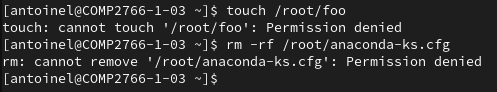 [antoinel@COMP2766-1-03 ~]$ touch /root/foo
touch: cannot touch '/root/foo': Permission denied
[antoinel@COMP2766-1-03 ~]$ rm -rf /root/anaconda-ks.cfg
rm: cannot remove '/root/anaconda-ks.cfg': Permission denied
[antoinel@COMP2766-1-03 ~]$